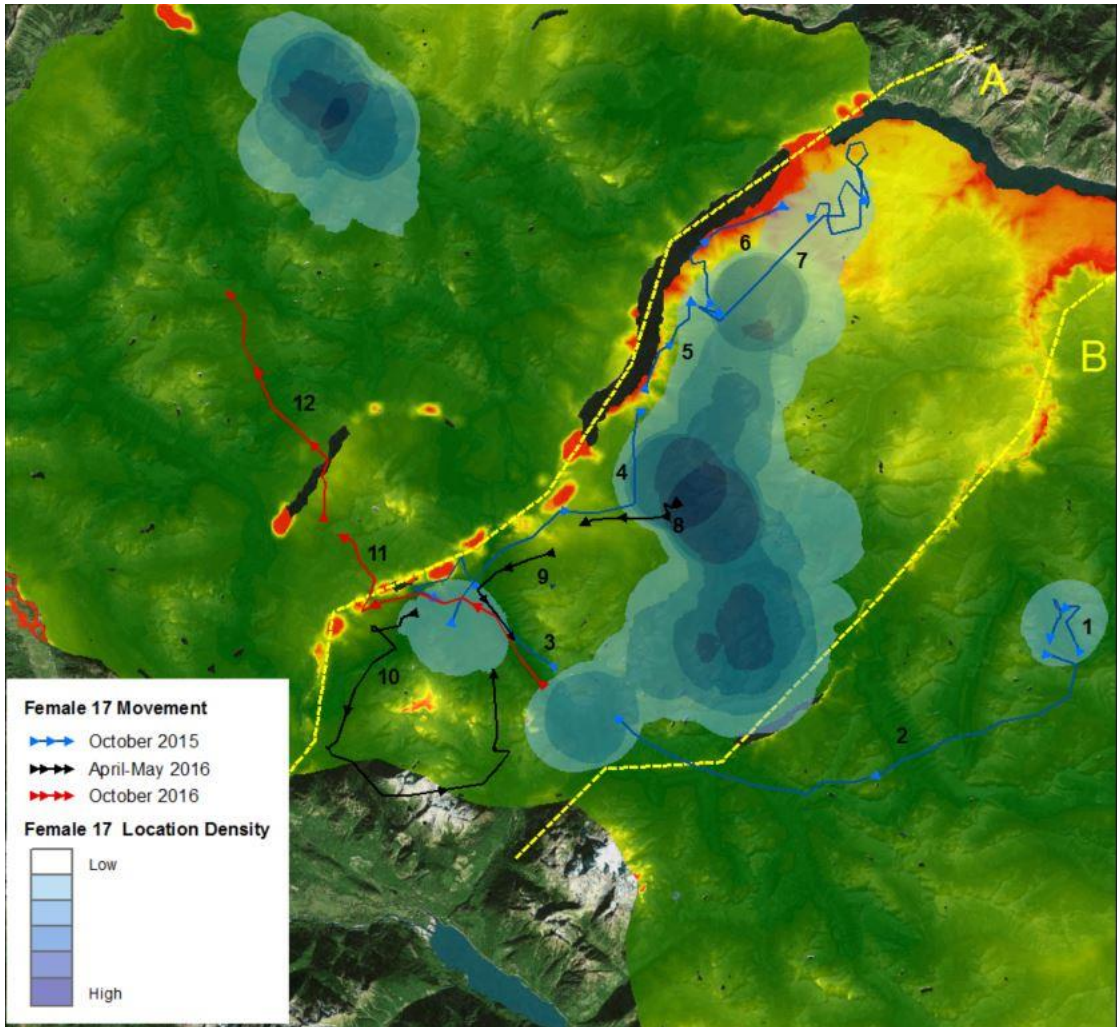 A
B
6
7
5
12
4
8
11
9
3
10
1
2
Female 17 Movement
October 2015
April-May 2016
October 2016
Female 17 Location Density
Low
High